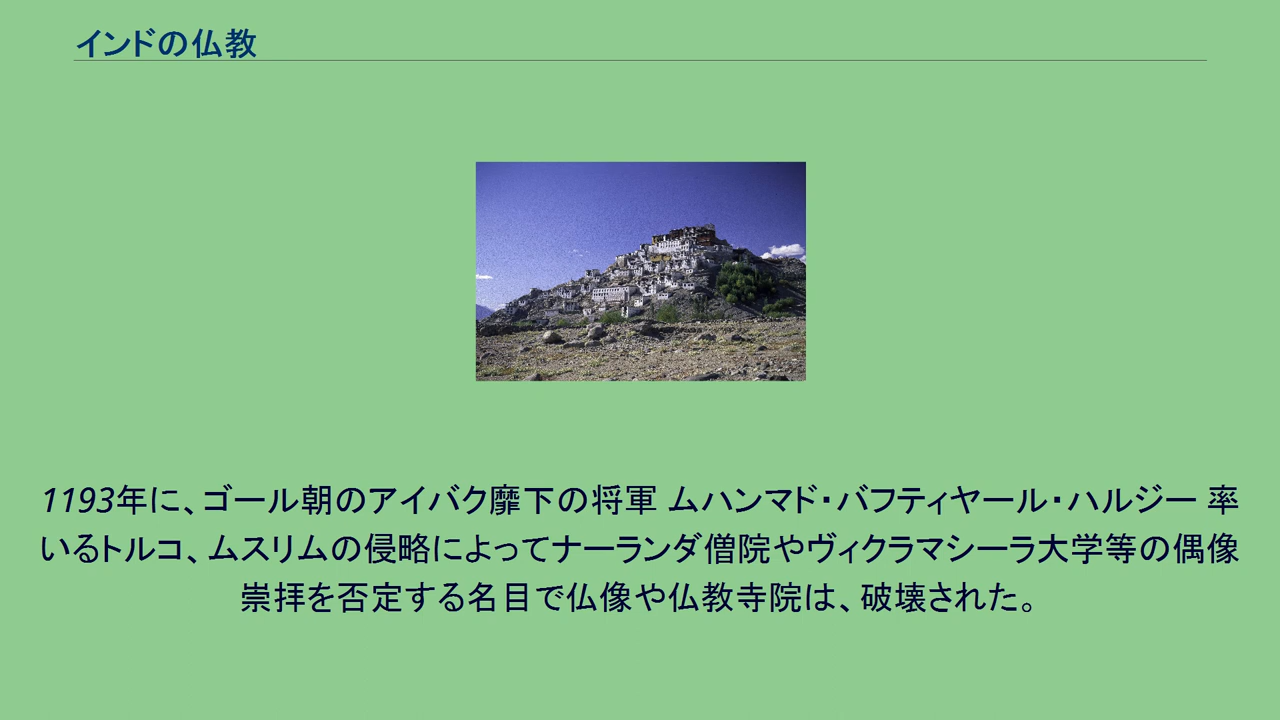 インドの仏教
1193年に、ゴール朝のアイバク靡下の将軍 ムハンマド・バフティヤール・ハルジー 率
いるトルコ、ムスリムの侵略によってナーランダ僧院やヴィクラマシーラ大学等の偶像
崇拝を否定する名目で仏像や仏教寺院は、破壊された。